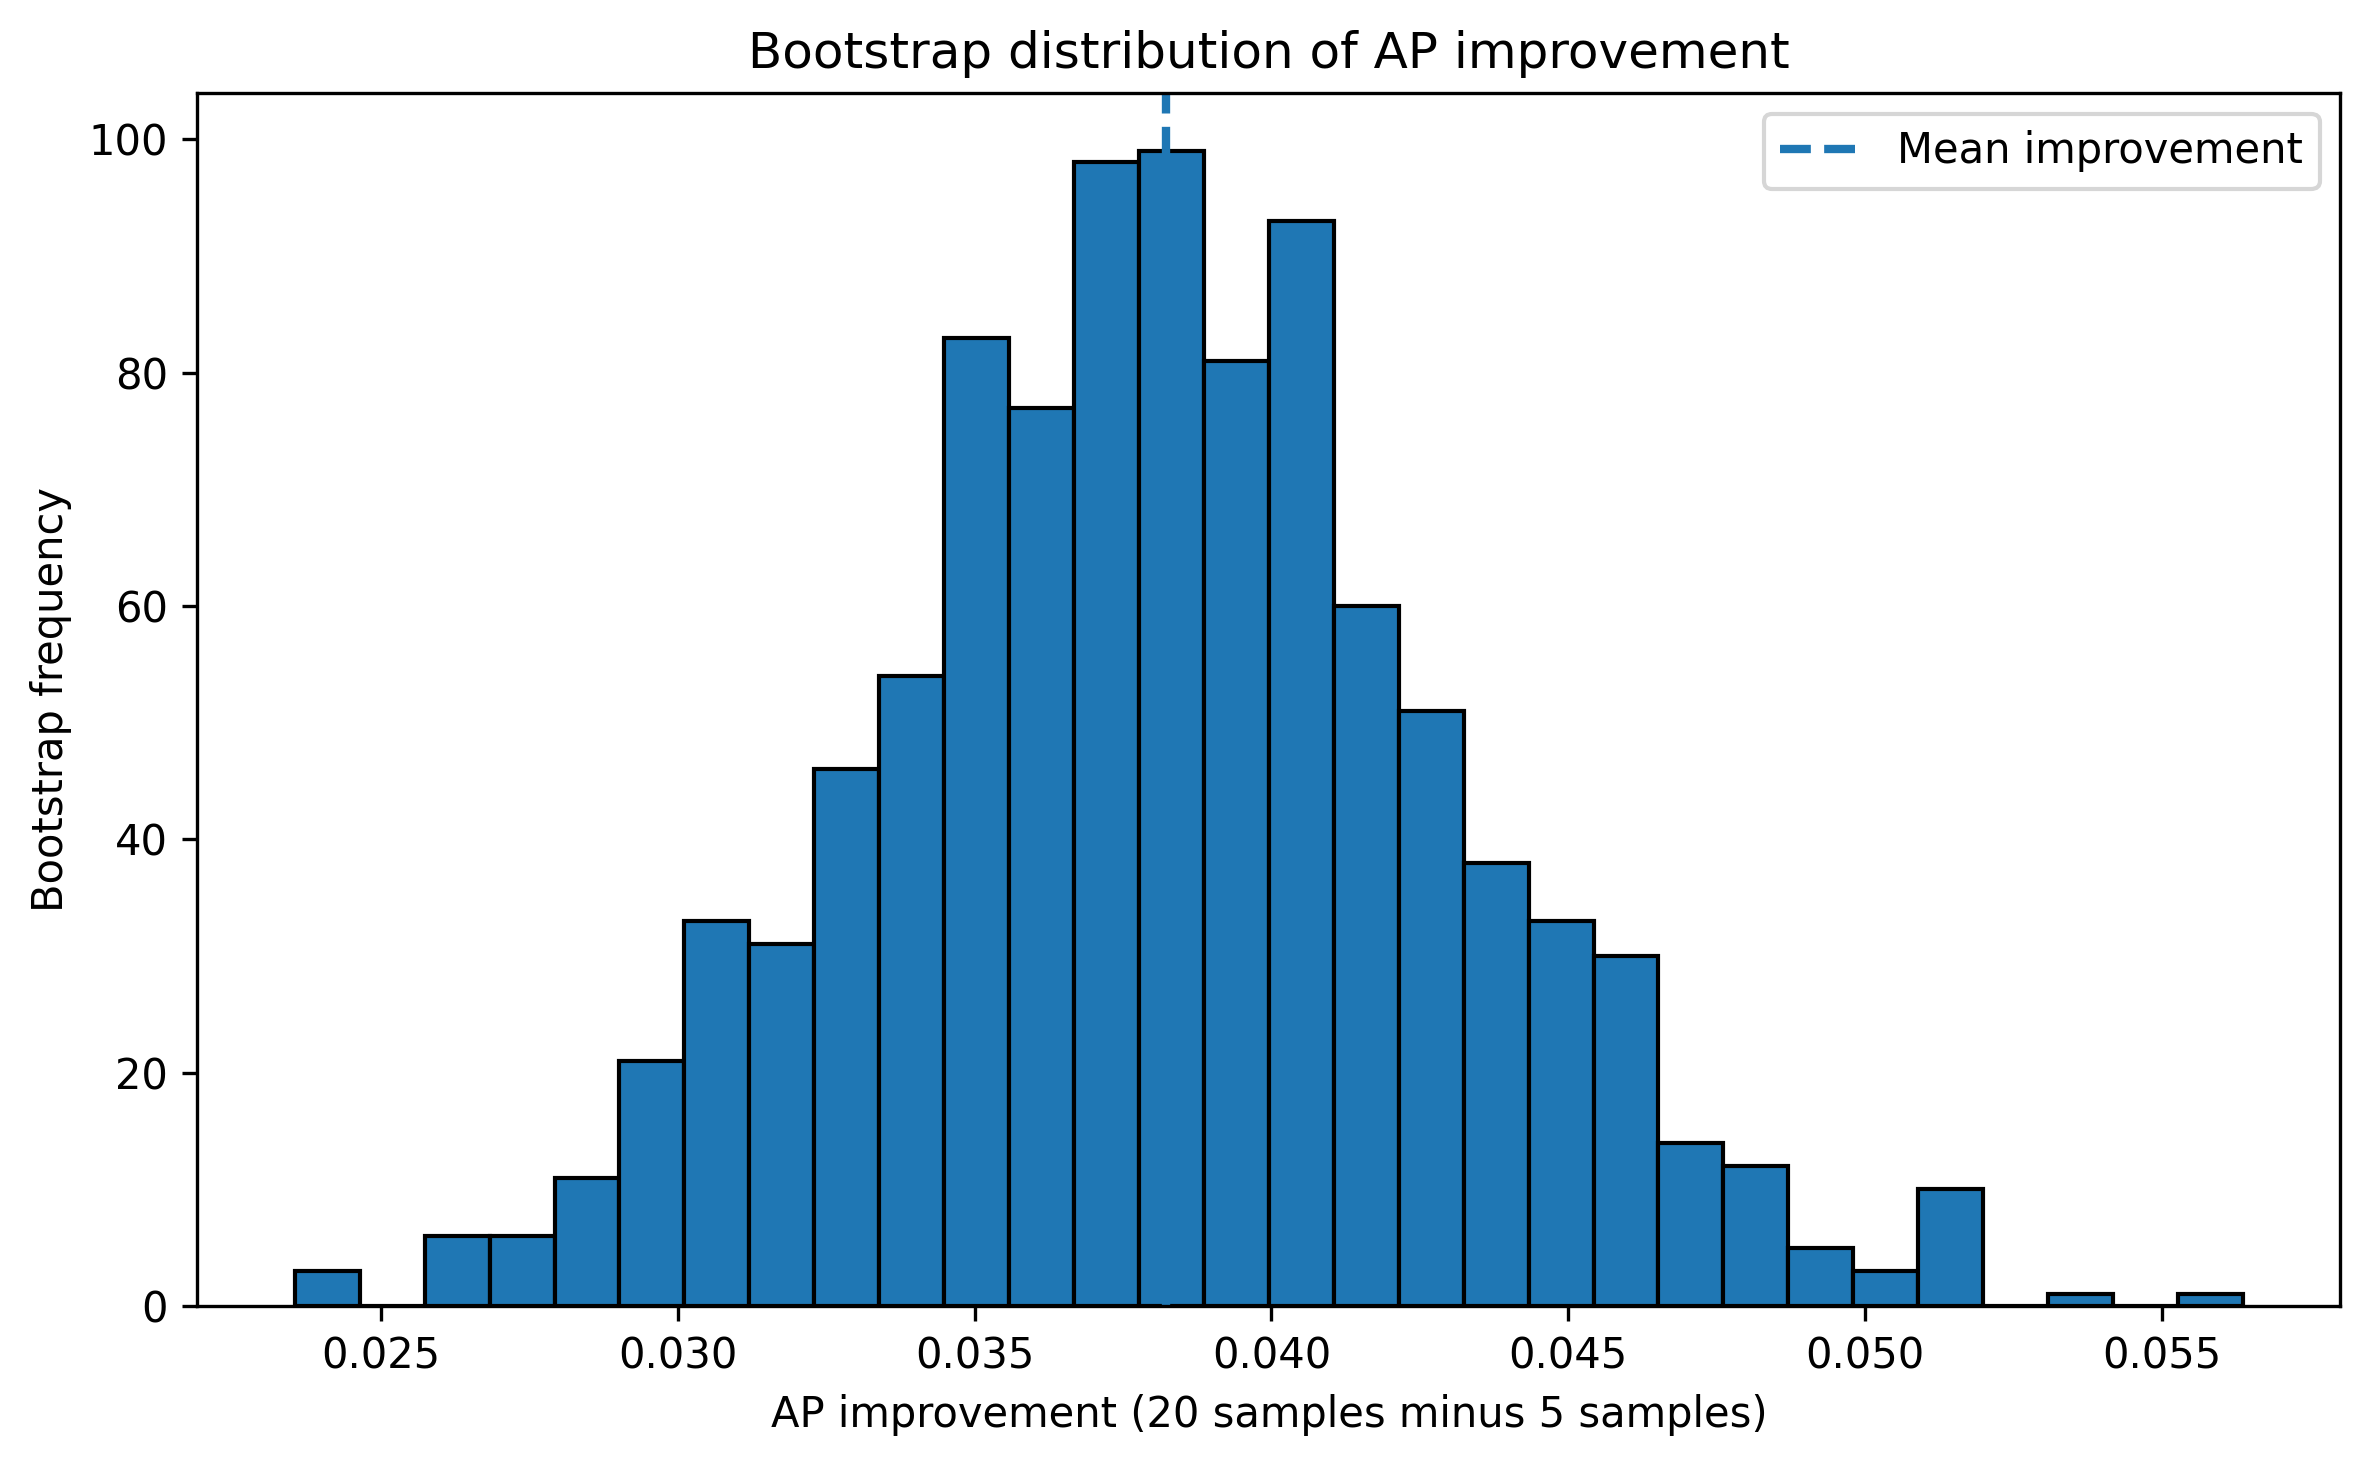 Bootstrap distribution of AP improvement
Mean improvement
Bootstrap frequency
100
80
60
40
20
0
0.025 0.030 0.035 0.040 0.045 0.050 0.055
AP improvement (20 samples minus 5 samples)